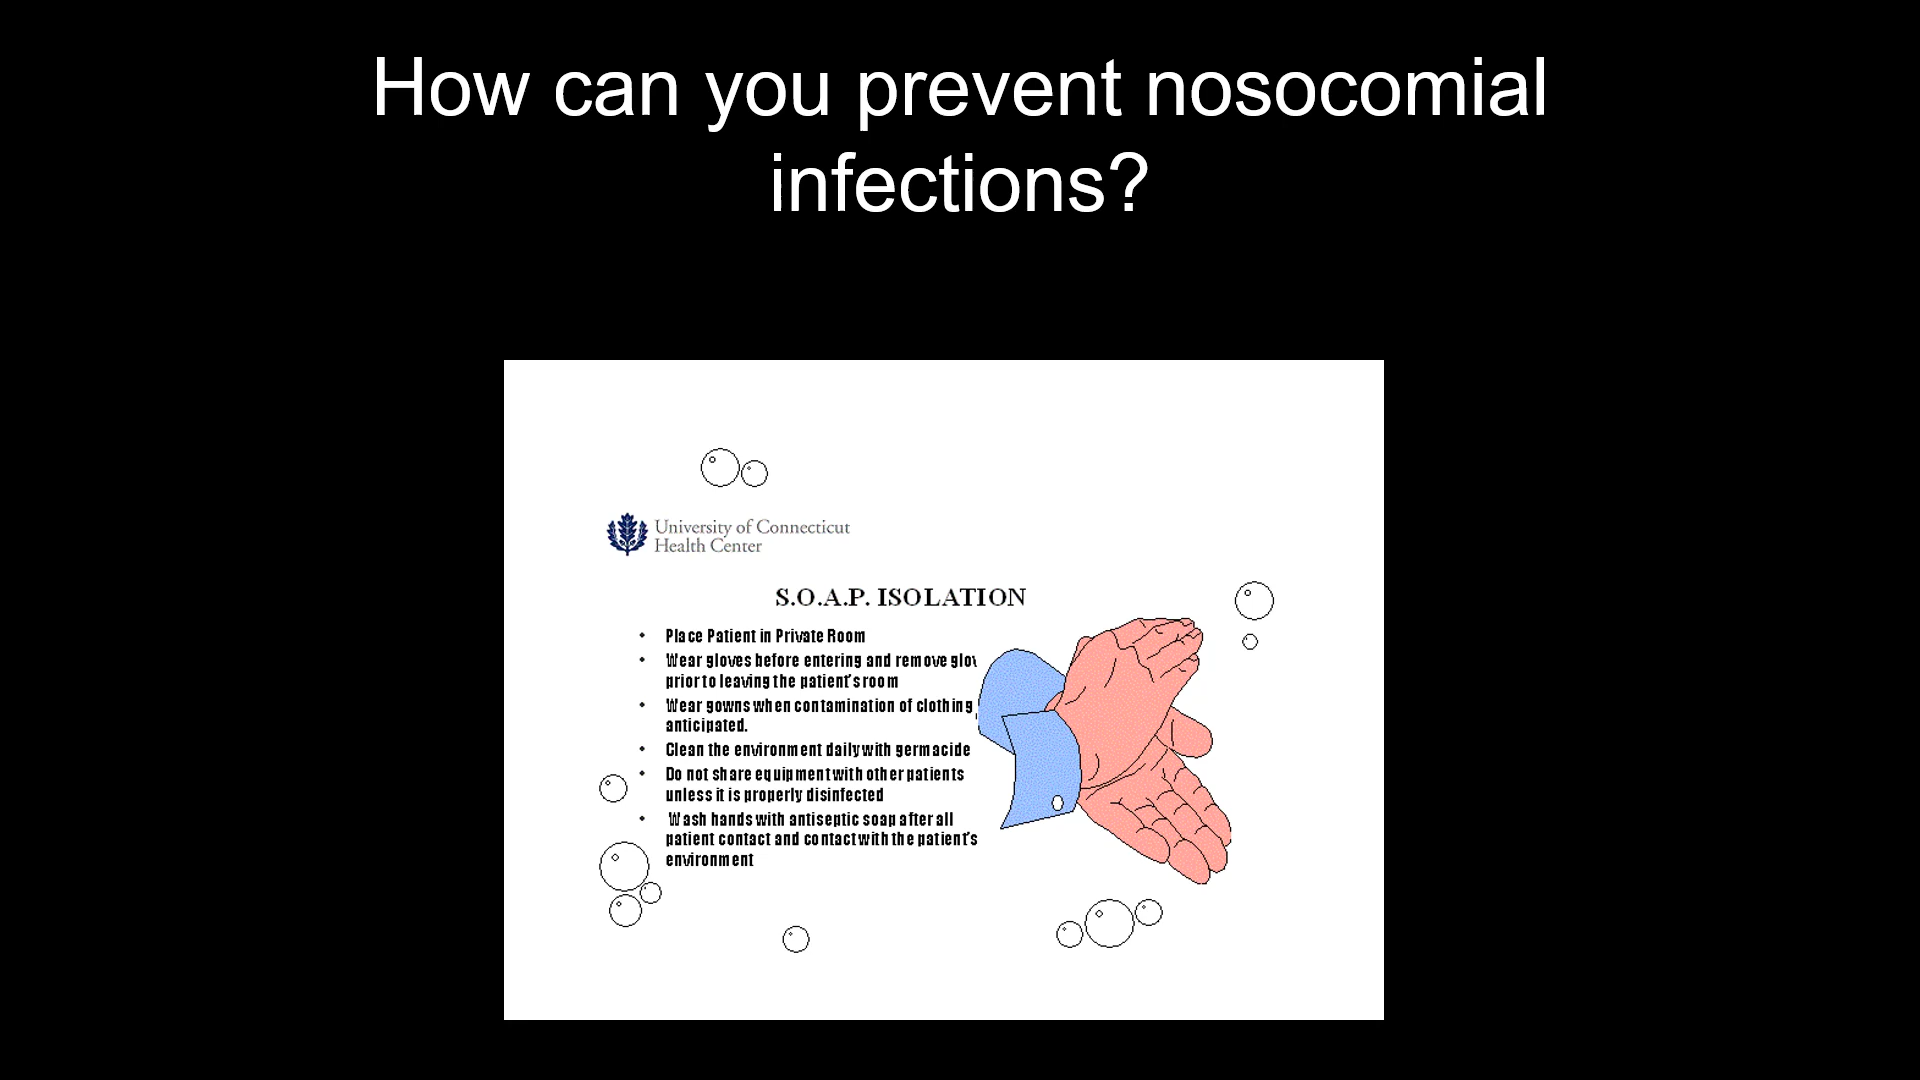 How can you prevent nosocomial
infections?
University of Connecticut
Health Center
S.O.A.P. ISOLATION
• Place Patient in Private Room
• Wear gloves before entering and remove
prior to leaving the patient's room
• Wear gowns when contamination of clothing
anticipated.
• Clean the environment daily with germacide
• Do not share equipment with other patients
unless it is properly disinfected
• Wash hands with antiseptic soap after all
patient contact and contact with the patient's
environment